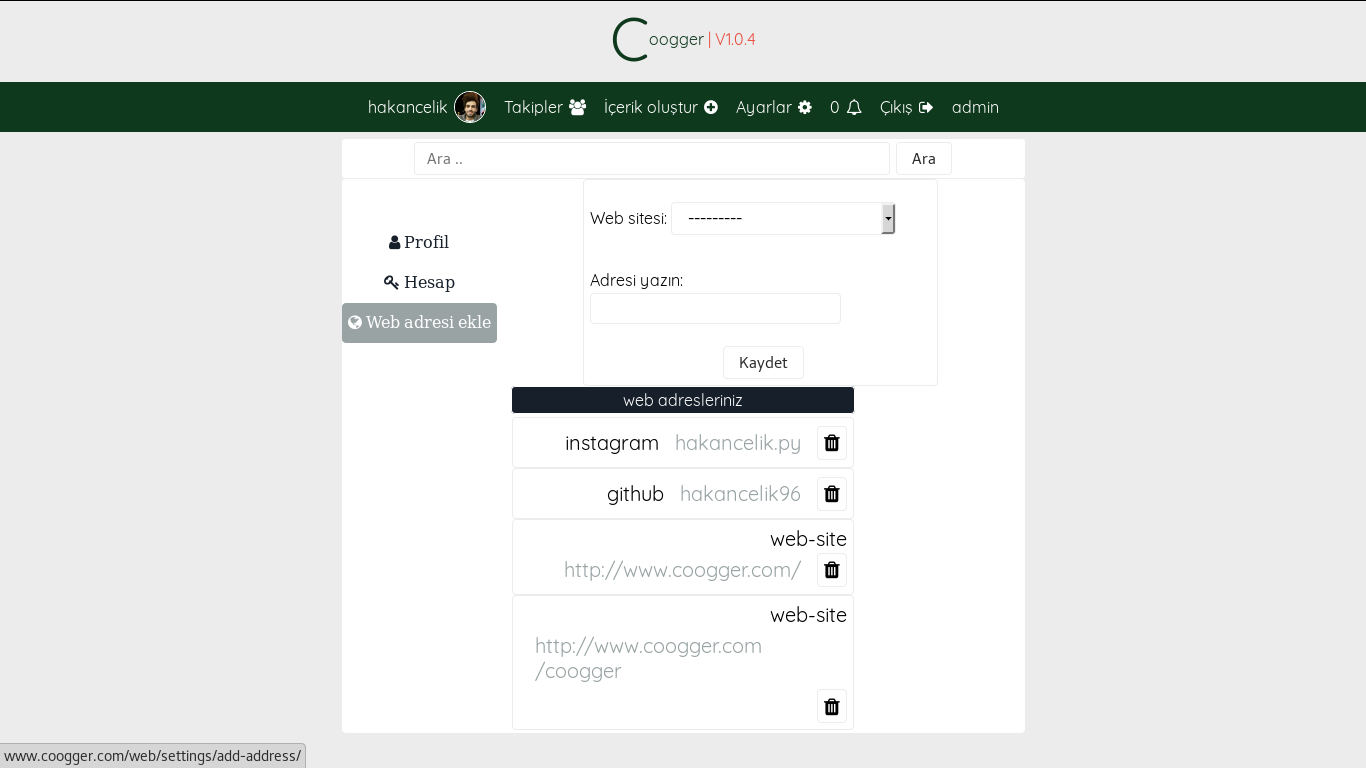 Coogger | V1.0.4
hakancelik Takipler İçerik oluştur Ayarlar 0 Çıkış admin
Ara .. Ara
Profil
Hesap
Web adresi ekle
Web sitesi: ---------
Adresi yazın:
Kaydet
web adresleriniz
instagram hakancelik.py
github hakancelik96
web-site
http://www.coogger.com/
web-site
http://www.coogger.com
/coogger
www.coogger.com/web/settings/add-address/